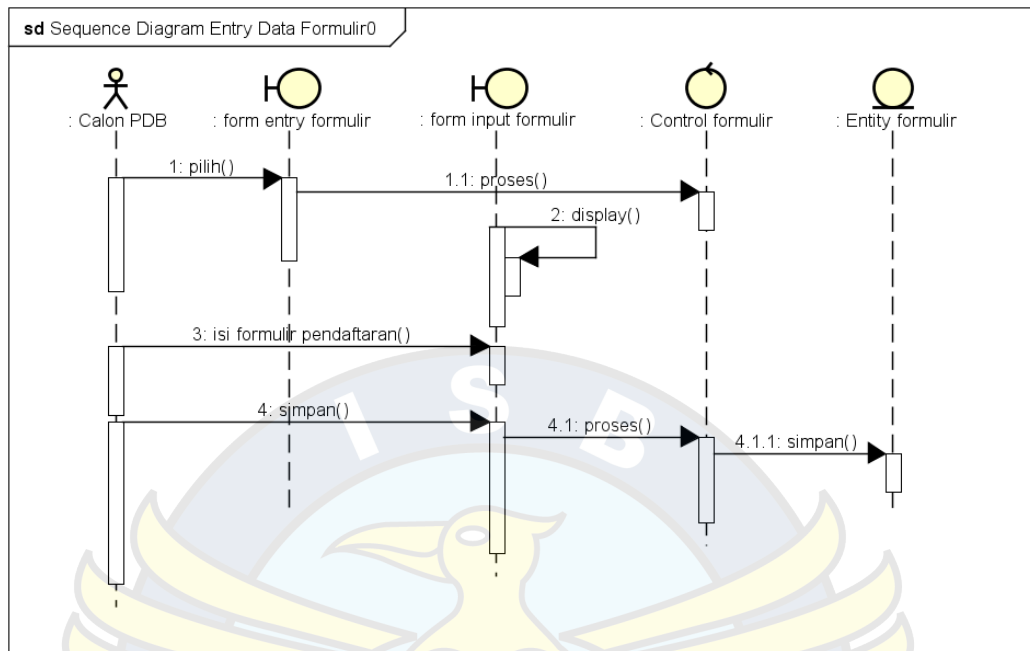 sd Sequence Diagram Entry Data Formulir0
: Calon PDB
: form entry formulir
: form input formulir
: Control formulir
: Entity formulir
1: pilih()
1.1: proses()
2: display()
3: isi formulir pendaftaran()
4: simpan()
4.1: proses()
4.1.1: simpan()
I S B